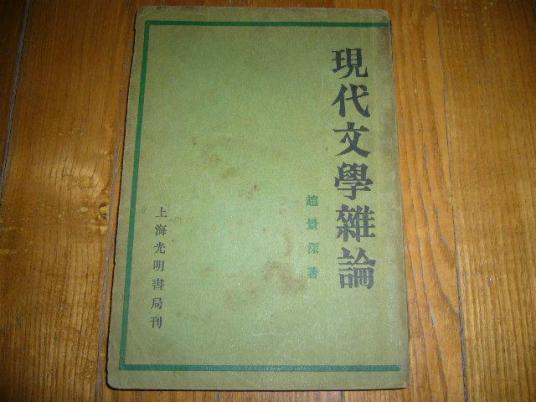 現代文學雜論
趙景深著
上海光明書局刊